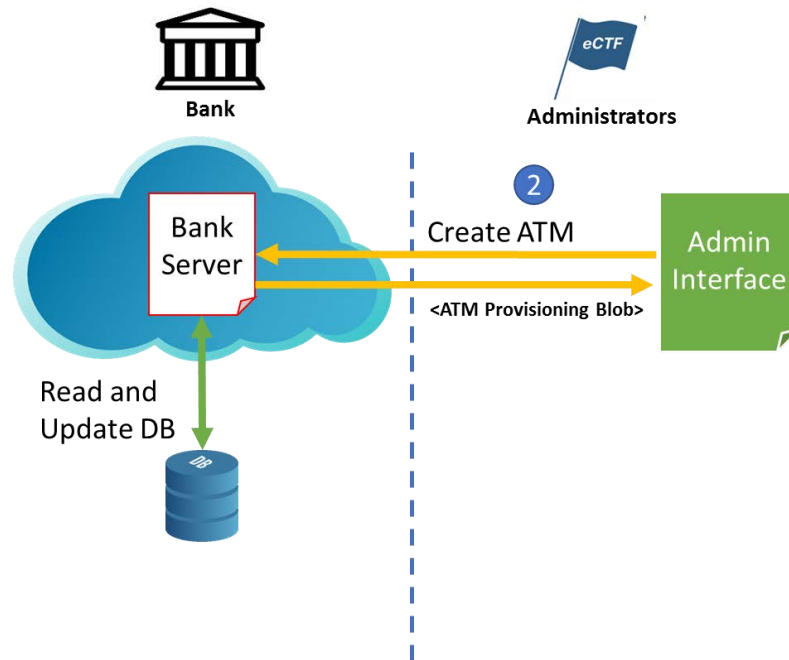 eCTF
Bank
Administrators
2
Bank
Server
Create ATM
Admin
Interface
<ATM Provisioning Blob>
Read and
Update DB
DB